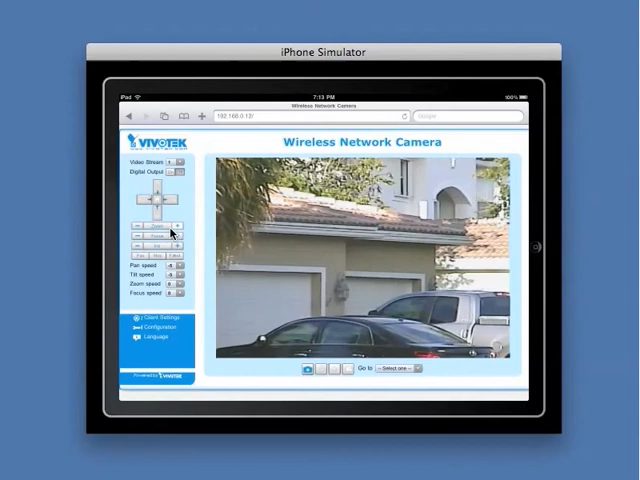 iPhone Simulator
iPad
7:13 PM
100%
Wireless Network Camera
192.168.0.12/
Google
VIVOTEK
Wireless Network Camera
Video Stream
Digital Output
Zoom
Focus
Pan speed
Tilt speed
Zoom speed
Focus speed
Client Settings
Configuration
Language
Powered by VIVOTEK
Go to
-- Select one --